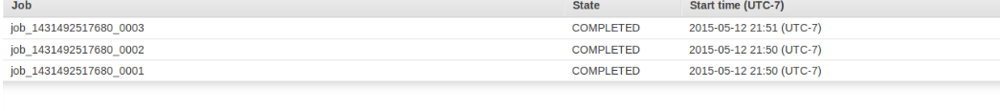 Job State Start time (UTC-7)
job_1431492517680_0003 COMPLETED 2015-05-12 21:51 (UTC-7)
job_1431492517680_0002 COMPLETED 2015-05-12 21:50 (UTC-7)
job_1431492517680_0001 COMPLETED 2015-05-12 21:50 (UTC-7)